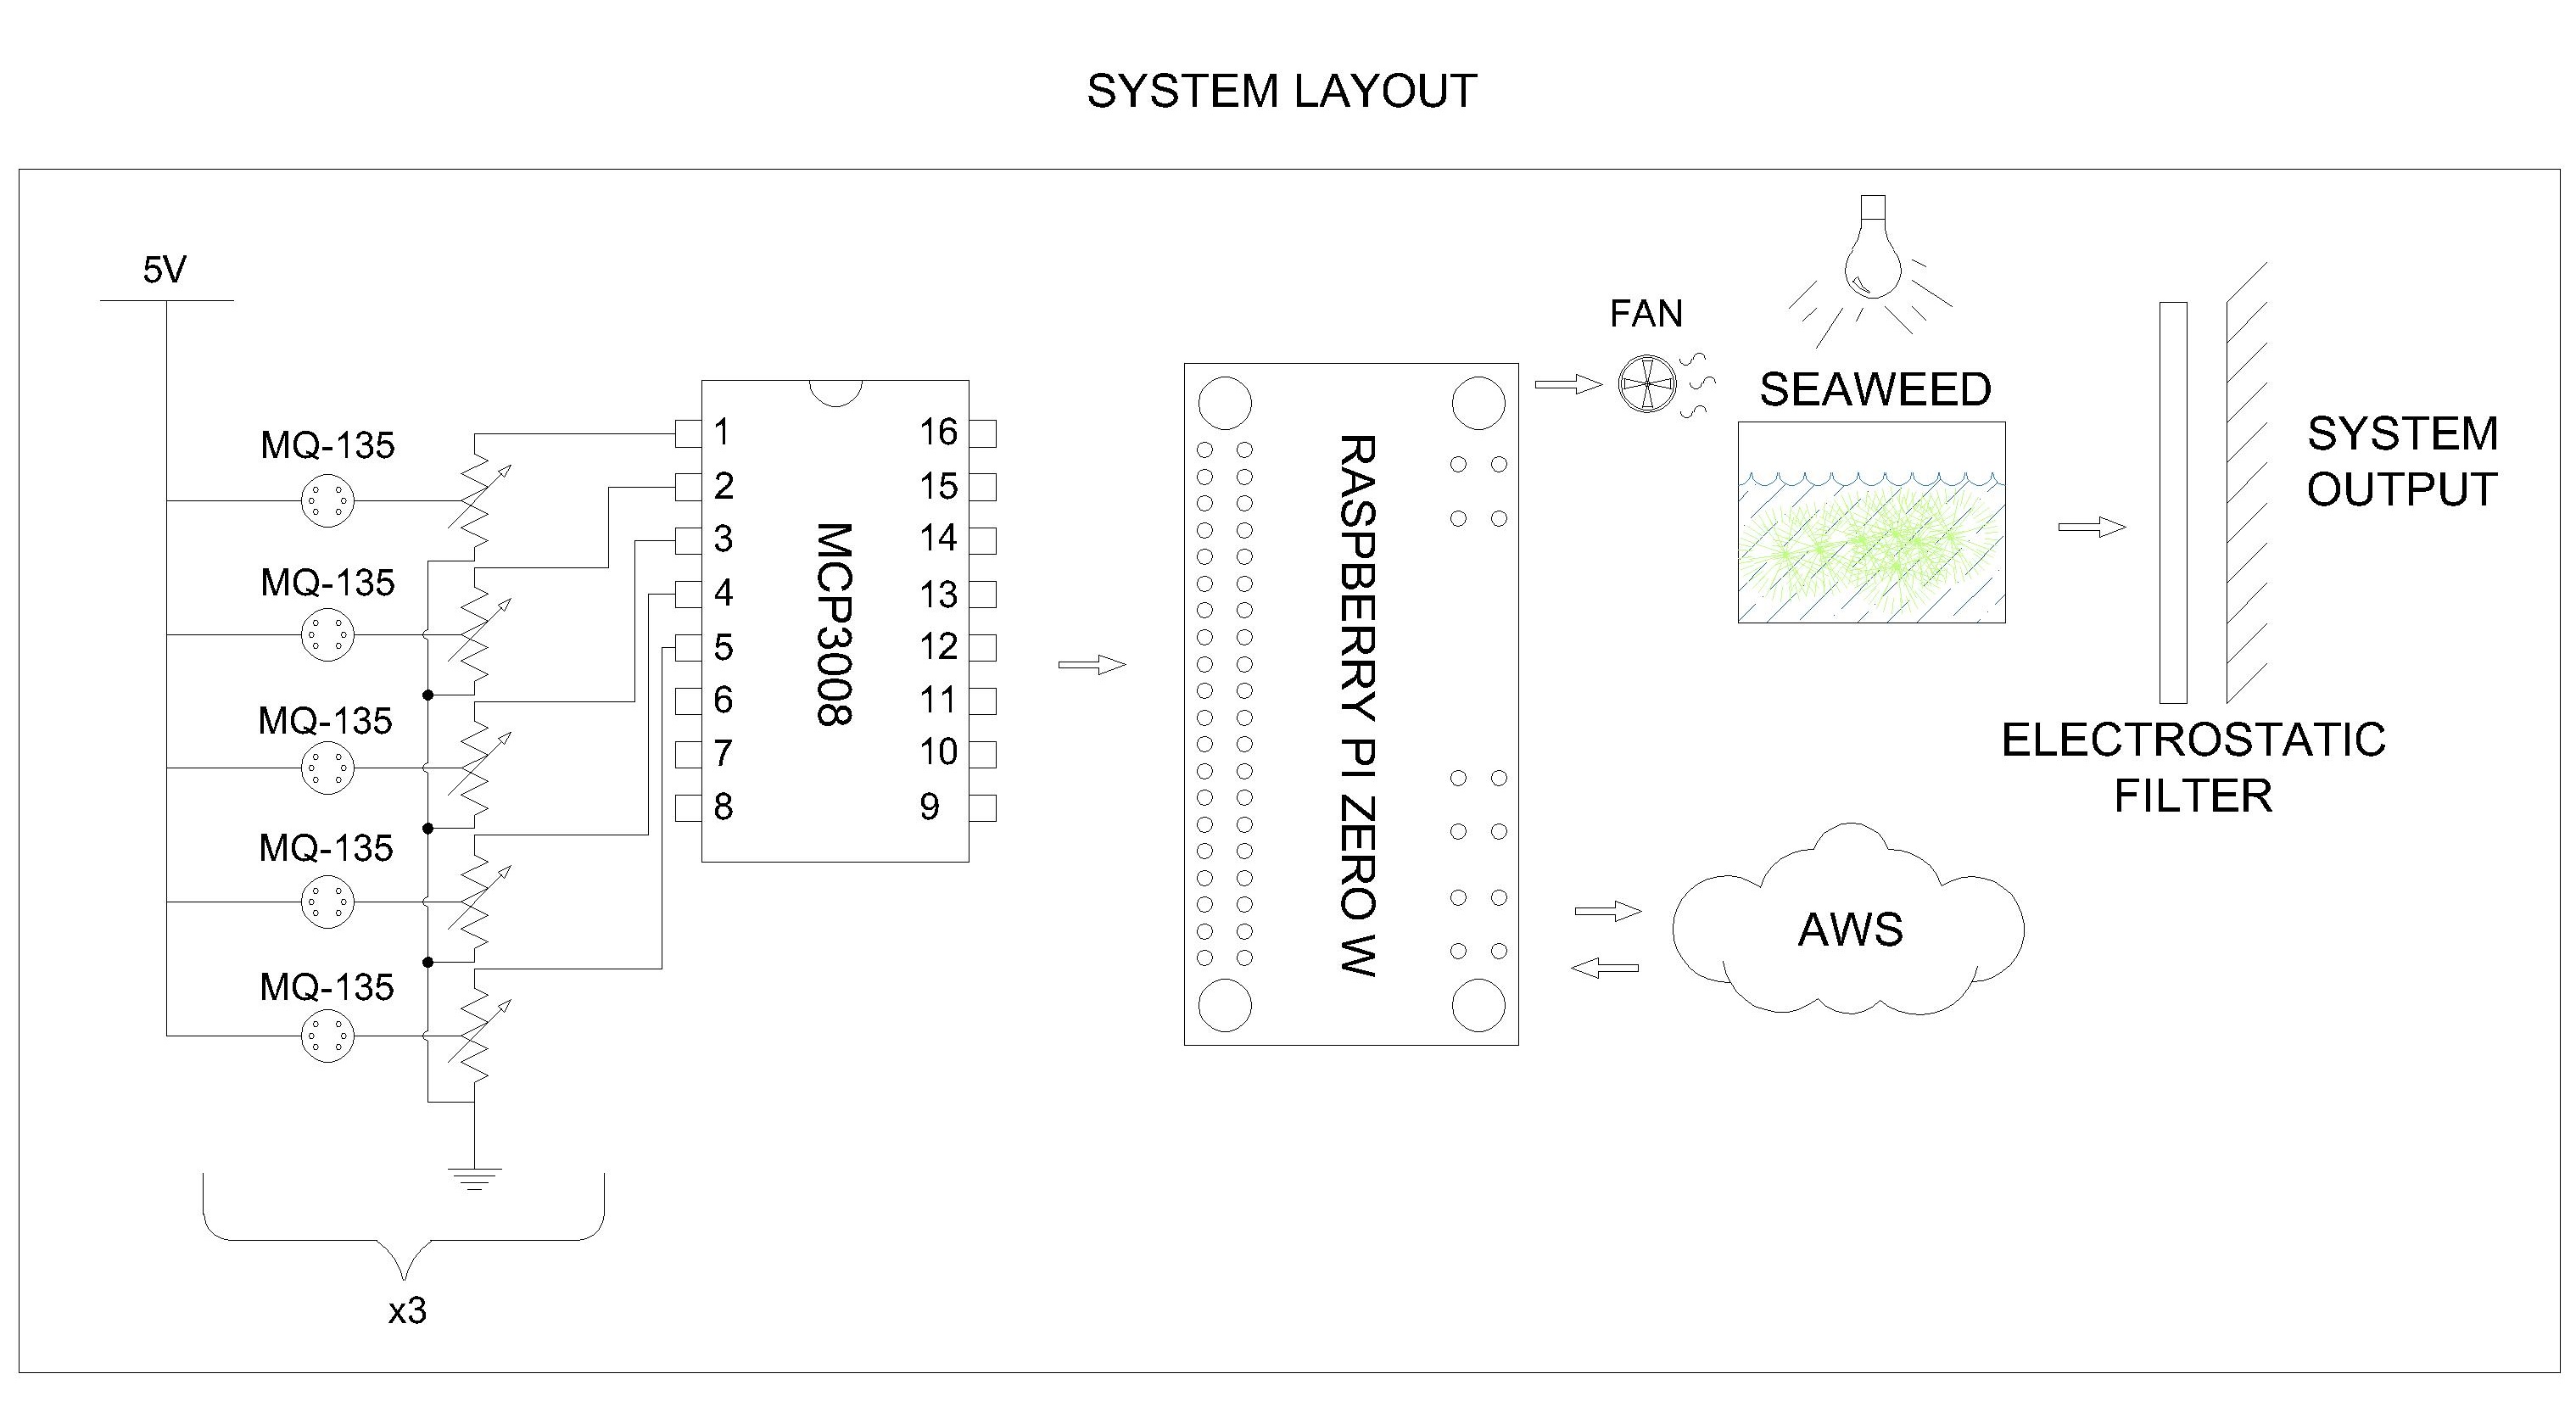 SYSTEM LAYOUT
5V
MQ-135
MQ-135
MQ-135
MQ-135
MQ-135
x3
1 16
2 15
3 14
4 13
5 12
6 11
7 10
8 9
MCP3008
RASPBERRY PI ZERO W
FAN
SEAWEED
SYSTEM
OUTPUT
ELECTROSTATIC
FILTER
AWS